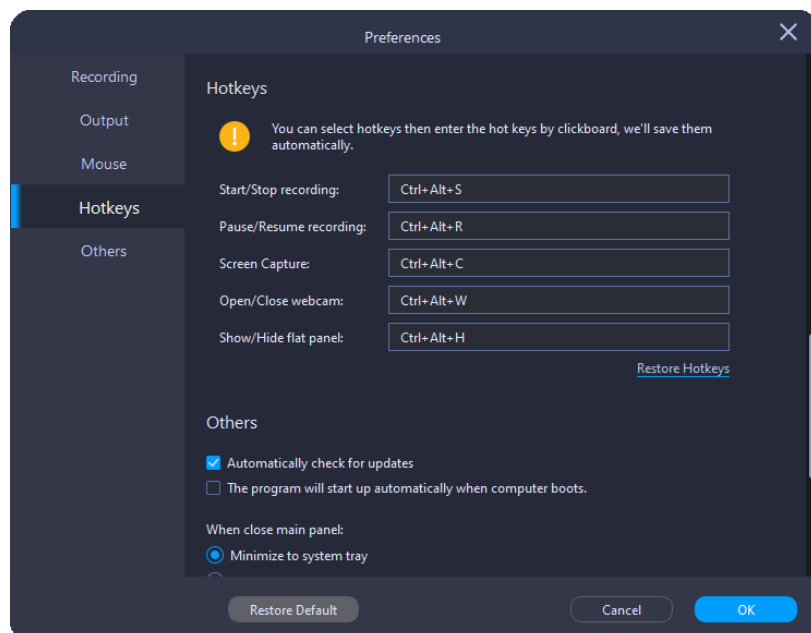 Preferences
Recording
Output
Mouse
Hotkeys
Others
Hotkeys
You can select hotkeys then enter the hot keys by clickboard, we'll save them
automatically.
Start/Stop recording: Ctrl+Alt+S
Pause/Resume recording: Ctrl+Alt+R
Screen Capture: Ctrl+Alt+C
Open/Close webcam: Ctrl+Alt+W
Show/Hide flat panel: Ctrl+Alt+H
Restore Hotkeys
Others
Automatically check for updates
The program will start up automatically when computer boots.
When close main panel:
Minimize to system tray
Restore Default Cancel OK